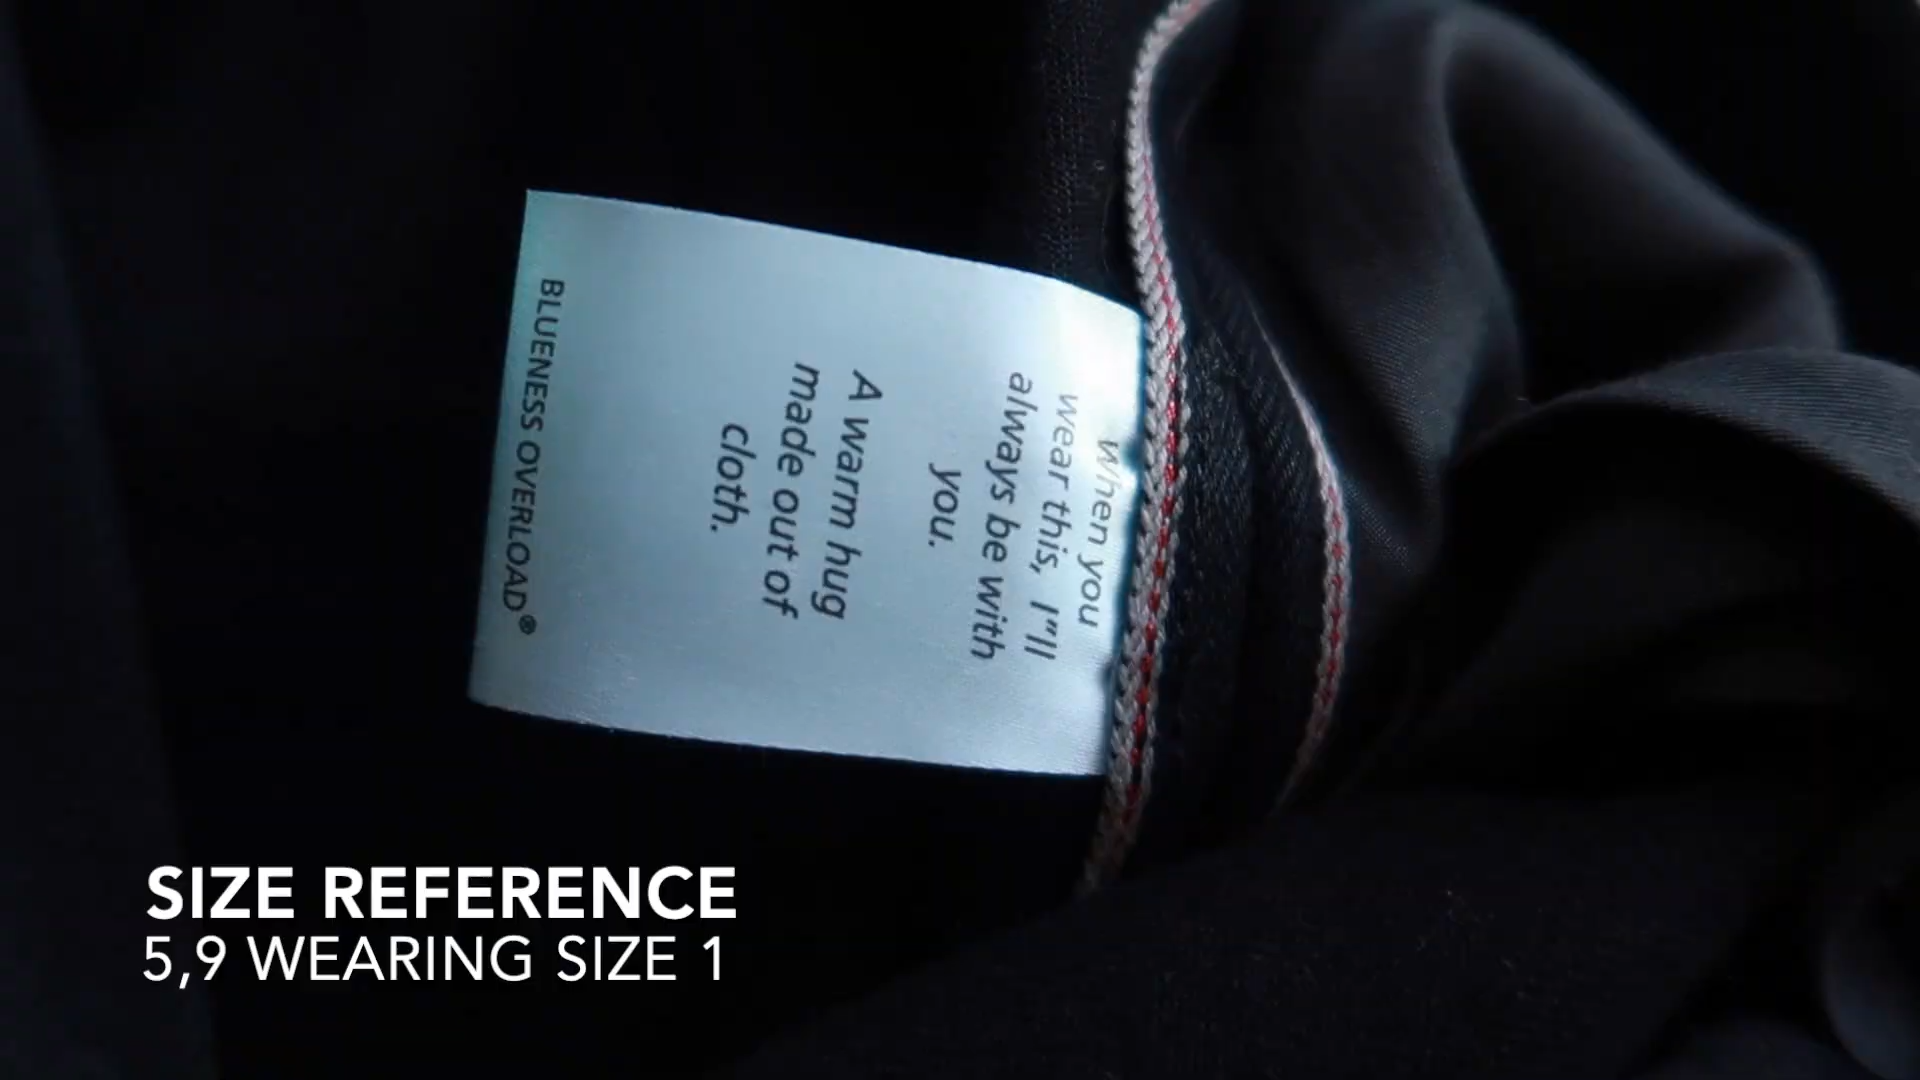 when you
wear this, I"ll
always be with
you.
A warm hug
made out of
cloth.
BLUENESS OVERLOAD®
SIZE REFERENCE
5,9 WEARING SIZE 1